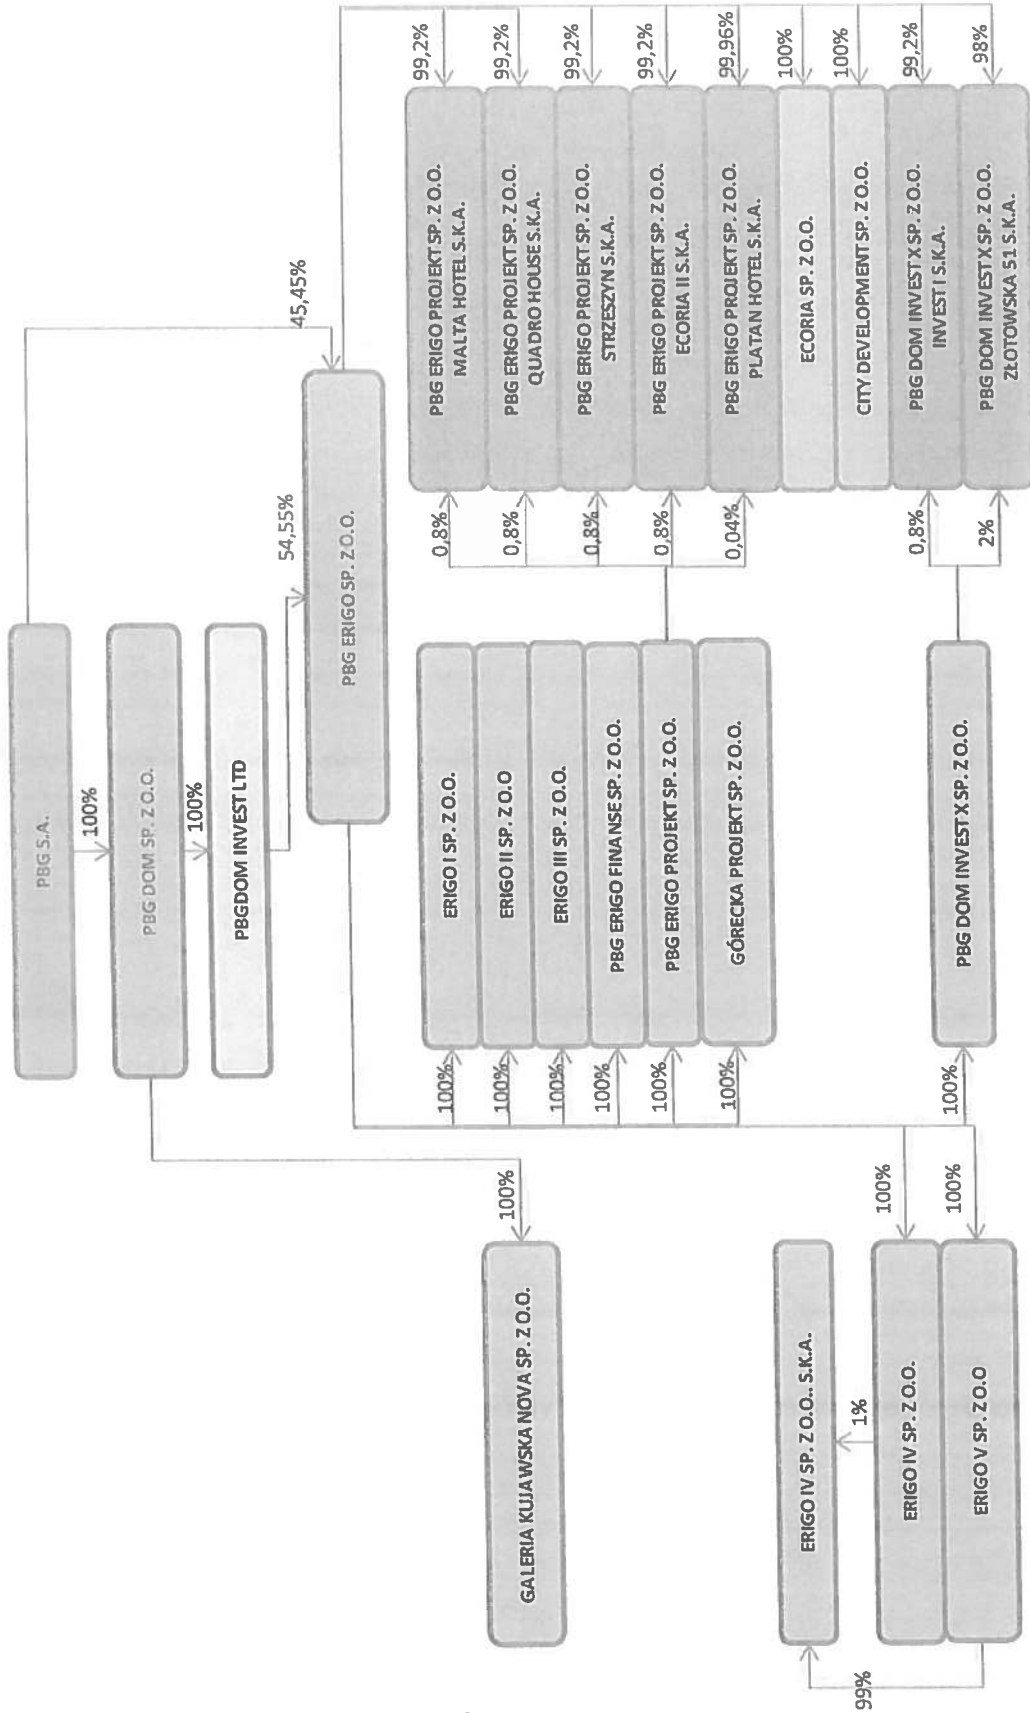 PBG S.A.
100%
PBG DOM SP. Z O.O.
100%
PBGDOM INVEST LTD
54,55%
45,45%
PBG ERIGO SP. Z O.O.
100%
GALERIA KUJAWSKA NOVA SP. Z O.O.
100%
ERIGO I SP. Z O.O.
100%
ERIGO II SP. Z O.O
100%
ERIGO III SP. Z O.O.
100%
PBG ERIGO FINANSE SP. Z O.O.
100%
PBG ERIGO PROJEKT SP. Z O.O.
100%
GÓRECKA PROJEKT SP. Z O.O.
0,8%
PBG ERIGO PROJEKT SP. Z O.O.
MALTA HOTEL S.K.A.
99,2%
0,8%
PBG ERIGO PROJEKT SP. Z O.O.
QUADRO HOUSE S.K.A.
99,2%
0,8%
PBG ERIGO PROJEKT SP. Z O.O.
STRZESZYN S.K.A.
99,2%
0,8%
PBG ERIGO PROJEKT SP. Z O.O.
ECORIA II S.K.A.
99,2%
0,04%
PBG ERIGO PROJEKT SP. Z O.O.
PLATAN HOTEL S.K.A.
99,96%
ECORIA SP. Z O.O.
100%
CITY DEVELOPMENT SP. Z O.O.
100%
0,8%
PBG DOM INVEST X SP. Z O.O.
INVEST I S.K.A.
99,2%
2%
PBG DOM INVEST X SP. Z O.O.
ZŁOTOWSKA 51 S.K.A.
98%
100%
PBG DOM INVEST X SP. Z O.O.
ERIGO IV SP. Z O.O.. S.K.A.
1%
100%
ERIGO IV SP. Z O.O.
100%
ERIGO V SP. Z O.O
99%